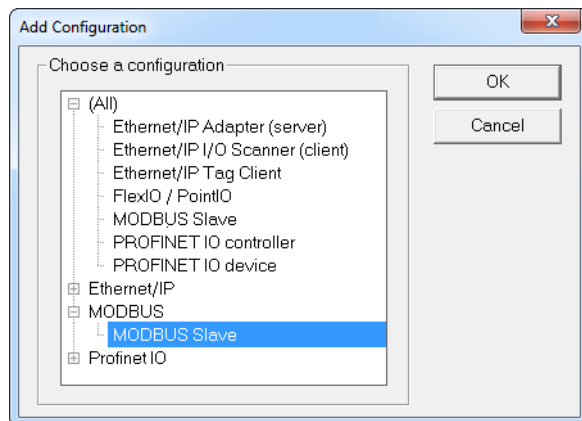 Add Configuration
Choose a configuration
OK
Cancel
(All)
Ethernet/IP Adapter (server)
Ethernet/IP I/O Scanner (client)
Ethernet/IP Tag Client
FlexIO / PointIO
MODBUS Slave
PROFINET IO controller
PROFINET IO device
Ethernet/IP
MODBUS
MODBUS Slave
Profinet IO